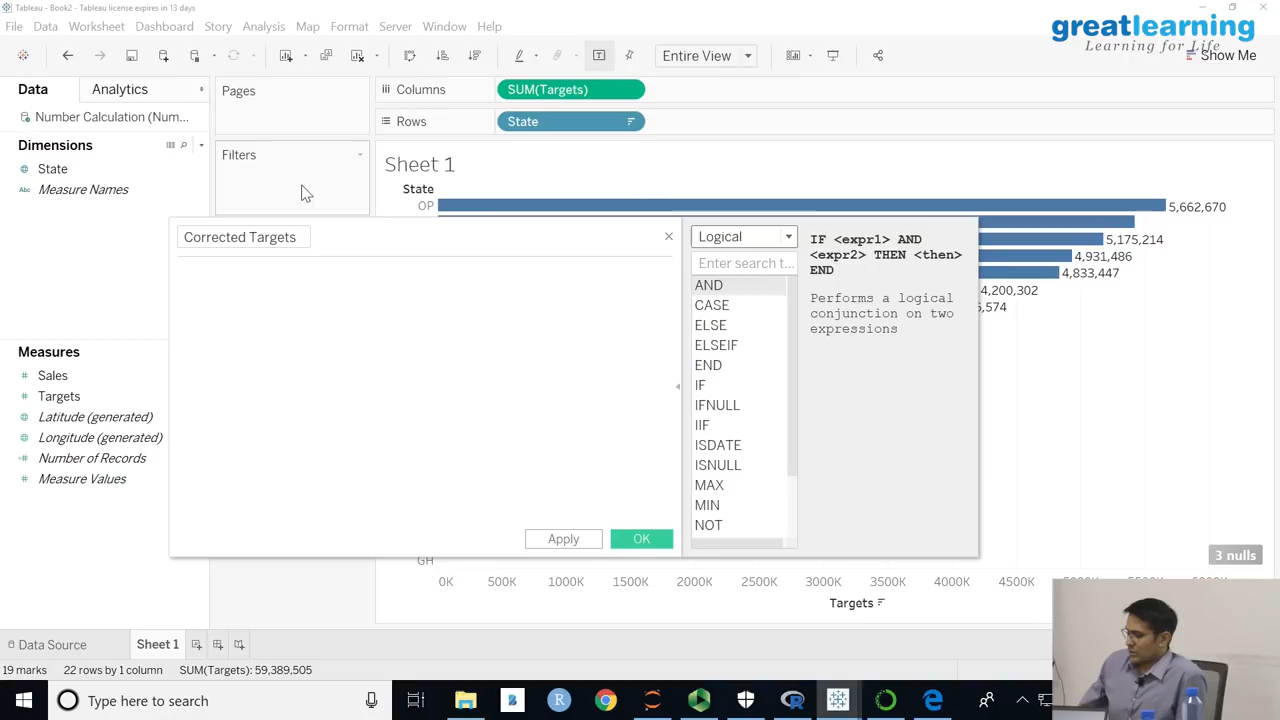 Tableau - Book2 - Tableau license expires in 13 days
File Data Worksheet Dashboard Story Analysis Map Format Server Window Help
greatlearning
Learning for Life
Entire View
Show Me
Data Analytics
Pages
Columns
SUM(Targets)
Number Calculation (Num...
Rows
State
Dimensions
Filters
Sheet 1
State
Measure Names
State
OP
5,662,670
Corrected Targets
Logical
IF <expr1> AND
<expr2> THEN <then>
END
5,175,214
4,931,486
4,833,447
4,200,302
Enter search t...
AND
CASE
ELSE
ELSEIF
END
IF
IFNULL
IIF
ISDATE
ISNULL
MAX
MIN
NOT
Performs a logical
conjunction on two
expressions
Measures
Sales
Targets
Latitude (generated)
Longitude (generated)
Number of Records
Measure Values
Apply
OK
GH
3 nulls
0K 500K 1000K 1500K 2000K 2500K 3000K 3500K 4000K 4500K
Targets
Data Source
Sheet 1
19 marks 22 rows by 1 column SUM(Targets): 59,389,505
Type here to search